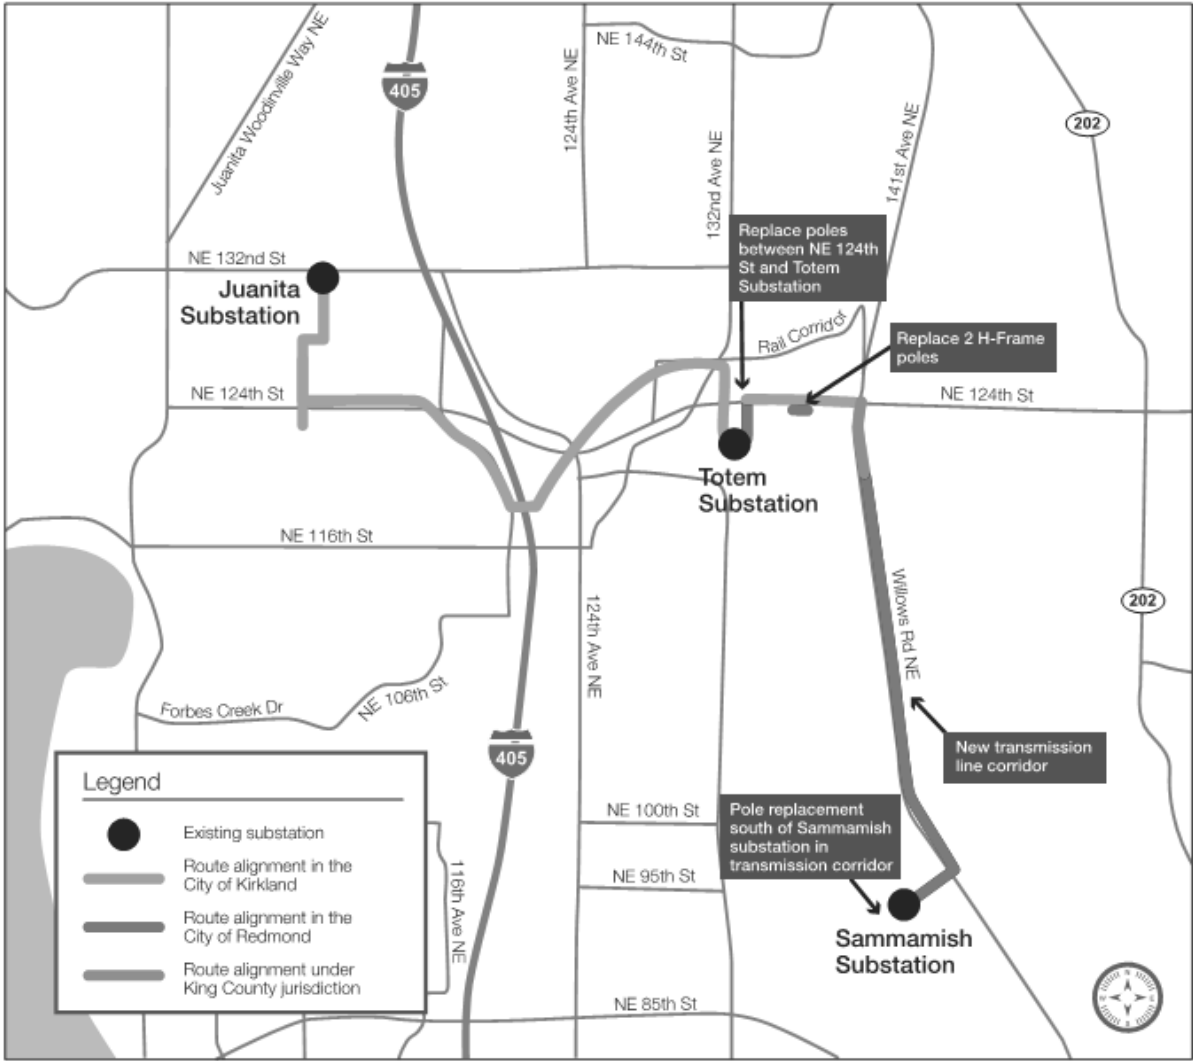 Juanita Woodinville Way NE
405
124th Ave NE
NE 144th St
132nd Ave NE
141st Ave NE
202
NE 132nd St
Juanita
Substation
Replace poles
between NE 124th
St and Totem
Substation
Rail Corridor
Replace 2 H-Frame
poles
NE 124th St
NE 124th St
Totem
Substation
NE 116th St
Willows Rd NE
202
124th Ave NE
NE 106th St
Forbes Creek Dr
405
New transmission
line corridor
Legend
Existing substation
Route alignment in the
City of Kirkland
Route alignment in the
City of Redmond
Route alignment under
King County jurisdiction
116th Ave NE
NE 100th St
NE 95th St
Pole replacement
south of Sammamish
substation in
transmission corridor
Sammamish
Substation
NE 85th St